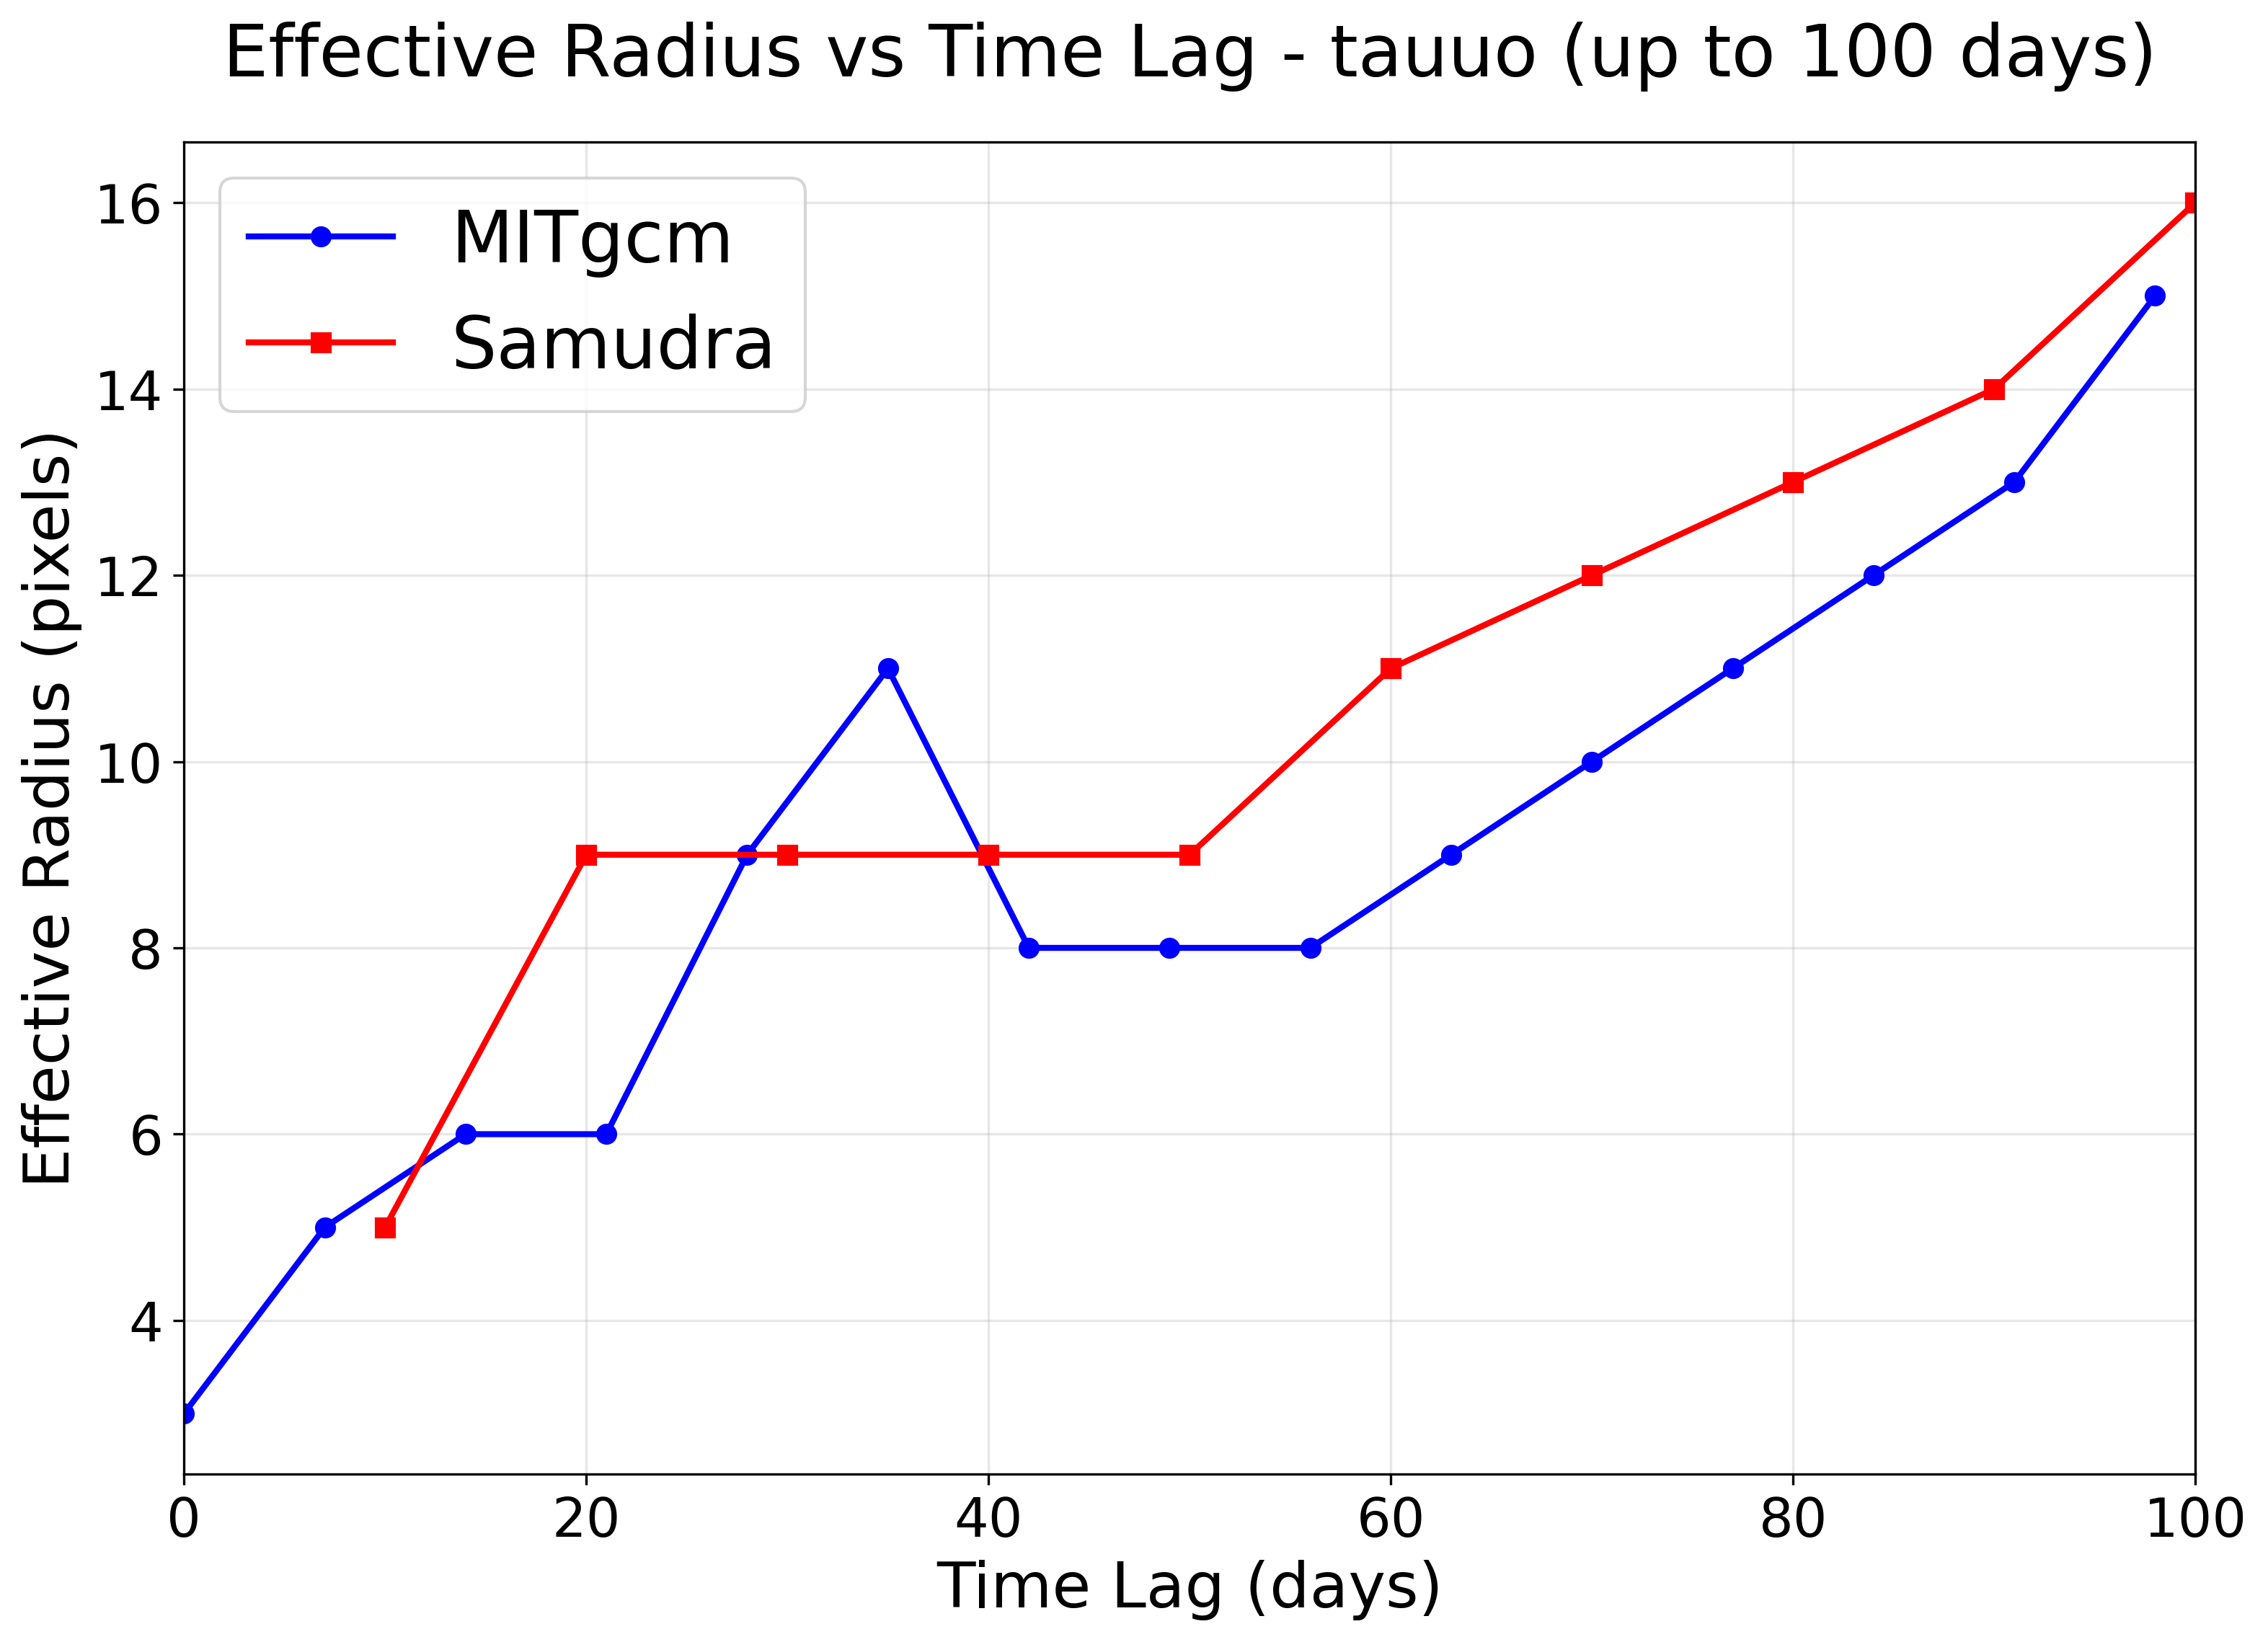 Effective Radius vs Time Lag - tauuo (up to 100 days)
MITgcm
Samudra
Effective Radius (pixels)
16
14
12
10
8
6
4
0 20 40 60 80 100
Time Lag (days)